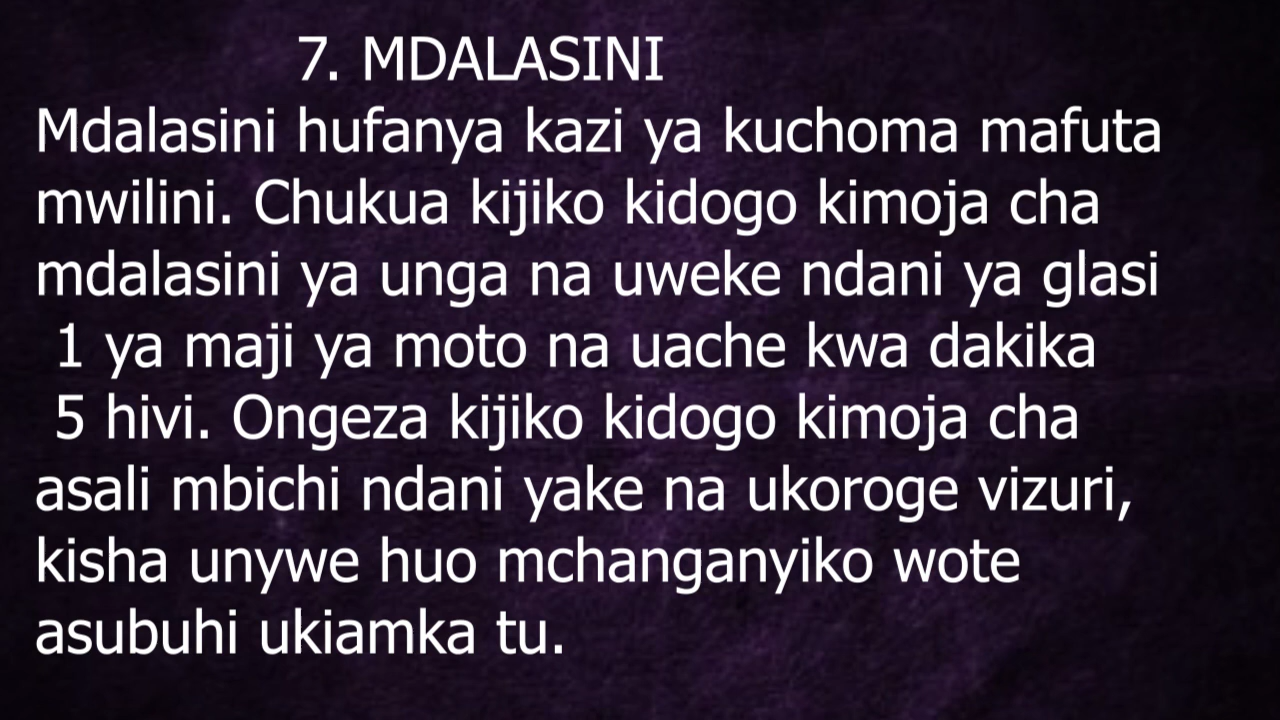 7. MDALASINI
Mdalasini hufanya kazi ya kuchoma mafuta
mwilini. Chukua kijiko kidogo kimoja cha
mdalasini ya unga na uweke ndani ya glasi
1 ya maji ya moto na uache kwa dakika
5 hivi. Ongeza kijiko kidogo kimoja cha
asali mbichi ndani yake na ukoroge vizuri,
kisha unywe huo mchanganyiko wote
asubuhi ukiamka tu.